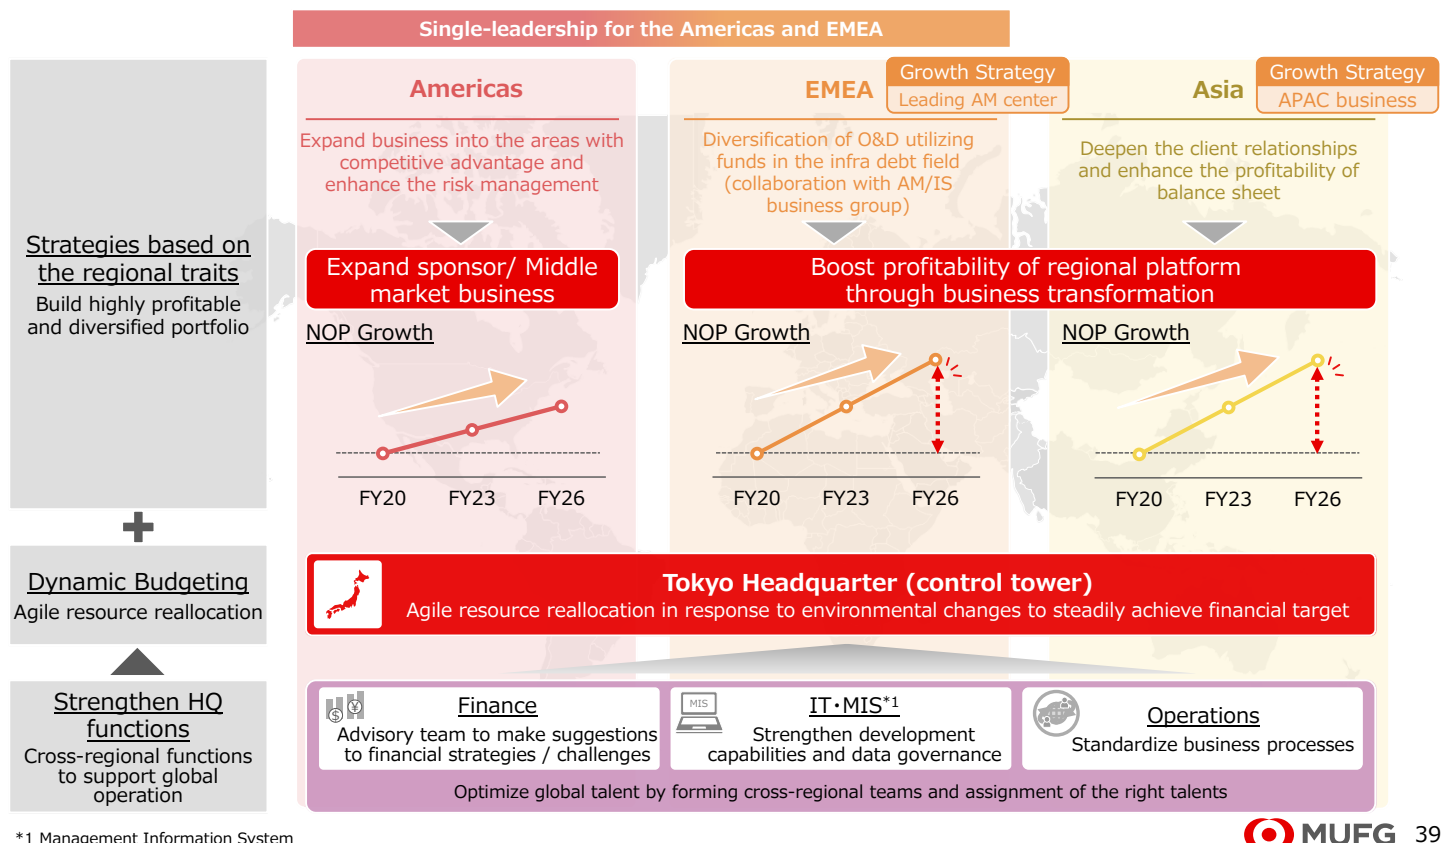 Single-leadership for the Americas and EMEA
Strategies based on
the regional traits
Build highly profitable
and diversified portfolio
Americas
Expand business into the areas with
competitive advantage and
enhance the risk management
Expand sponsor/ Middle
market business
NOP Growth
FY20 FY23 FY26
EMEA
Growth Strategy
Leading AM center
Diversification of O&D utilizing
funds in the infra debt field
(collaboration with AM/IS
business group)
Asia
Growth Strategy
APAC business
Deepen the client relationships
and enhance the profitability of
balance sheet
Boost profitability of regional platform
through business transformation
NOP Growth
FY20 FY23 FY26
NOP Growth
FY20 FY23 FY26
Dynamic Budgeting
Agile resource reallocation
Tokyo Headquarter (control tower)
Agile resource reallocation in response to environmental changes to steadily achieve financial target
Strengthen HQ
functions
Cross-regional functions
to support global
operation
$ ¥
Finance
Advisory team to make suggestions
to financial strategies / challenges
MIS
IT・MIS*1
Strengthen development
capabilities and data governance
Operations
Standardize business processes
Optimize global talent by forming cross-regional teams and assignment of the right talents
*1 Management Information System
MUFG
39